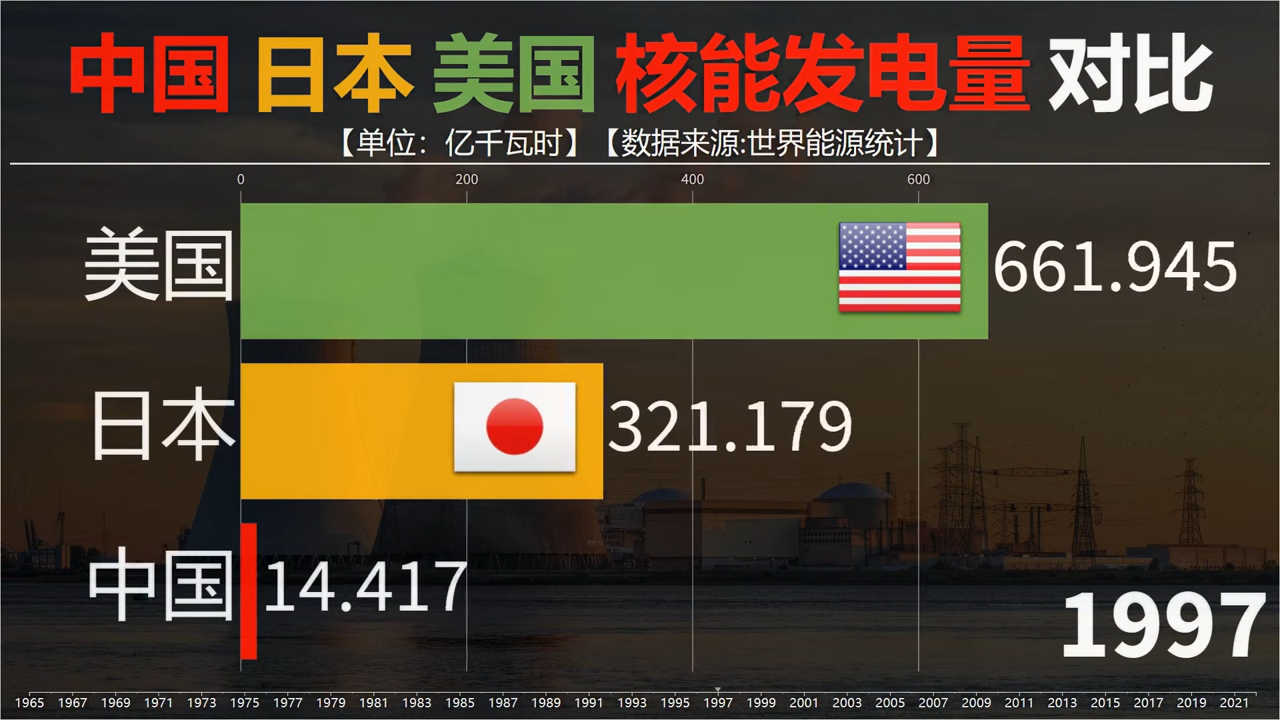 中国 日本 美国 核能发电量 对比
【单位：亿千瓦时】【数据来源:世界能源统计】
0 200 400 600
美国 661.945
日本 321.179
中国 14.417
1997
1965 1967 1969 1971 1973 1975 1977 1979 1981 1983 1985 1987 1989 1991 1993 1995 1997 1999 2001 2003 2005 2007 2009 2011 2013 2015 2017 2019 2021